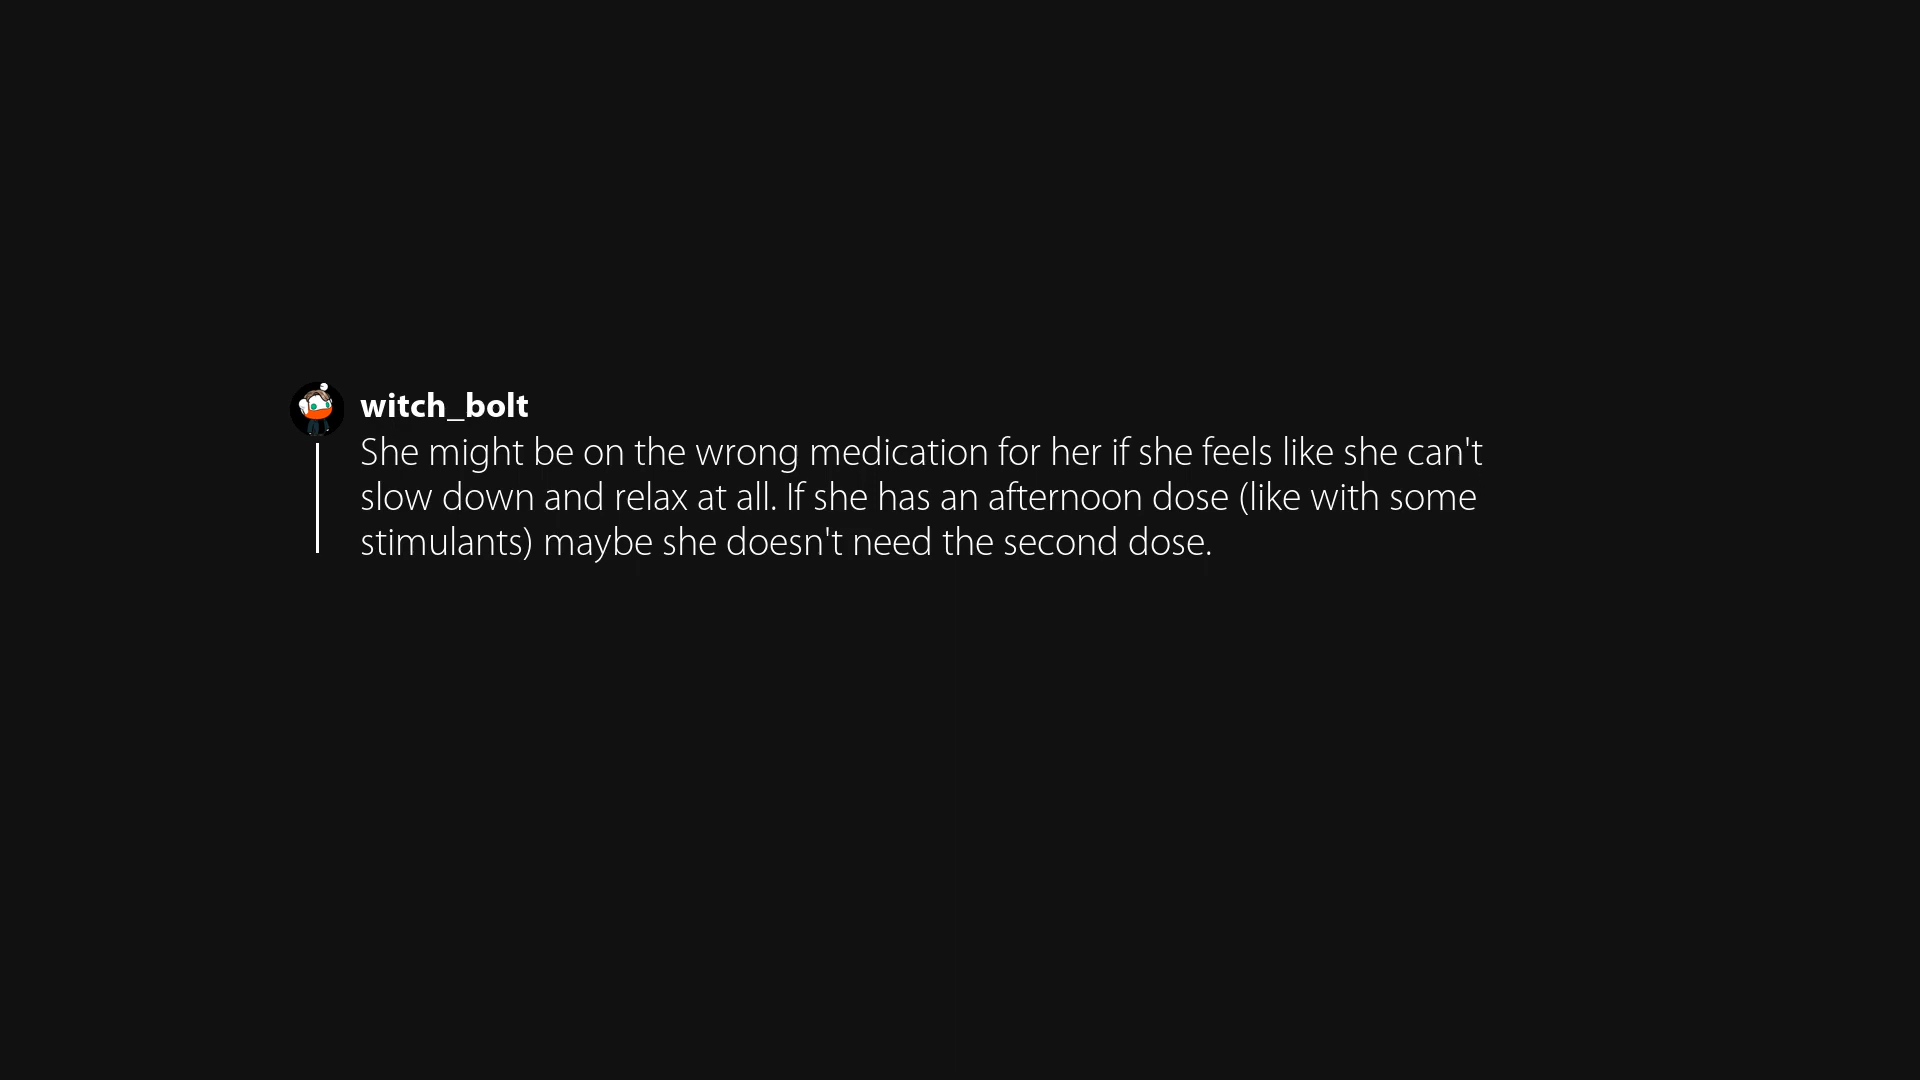 witch_bolt
She might be on the wrong medication for her if she feels like she can't
slow down and relax at all. If she has an afternoon dose (like with some
stimulants) maybe she doesn't need the second dose.